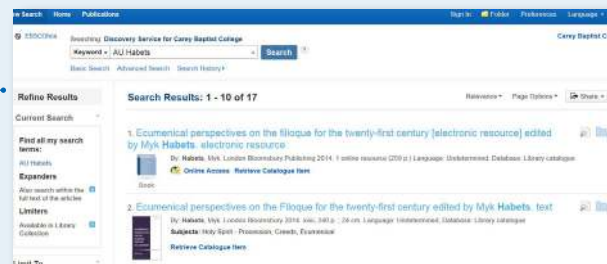 New Search Home Publications
Sign In Folder Preferences Language
EBSCOhost
Searching: Discovery Service for Carey Baptist College
Carey Baptist C
Keyword AU Habets Search
Basic Search Advanced Search Search History
Refine Results
Search Results: 1 - 10 of 17
Relevance Page Options Share
Current Search
Find all my search terms:
AU Habets
Expanders
Also search within the full text of the articles
Limiters
Available in Library Collection
Limit To
1. Ecumenical perspectives on the filioque for the twenty-first century [electronic resource] edited
by Myk Habets. electronic resource
By: Habets, Myk. London Bloomsbury Publishing 2014. 1 online resource (259 p.) Language: Undetermined, Database: Library catalogue
Online Access Retrieve Catalogue Item
Book
2. Ecumenical perspectives on the Filioque for the twenty-first century edited by Myk Habets. text
By: Habets, Myk. London Bloomsbury 2014. 240 p. ; 24 cm. Language: Undetermined, Database: Library catalogue
Subjects: Holy Spirit - Procession, Creeds, Ecumenical
Retrieve Catalogue Item